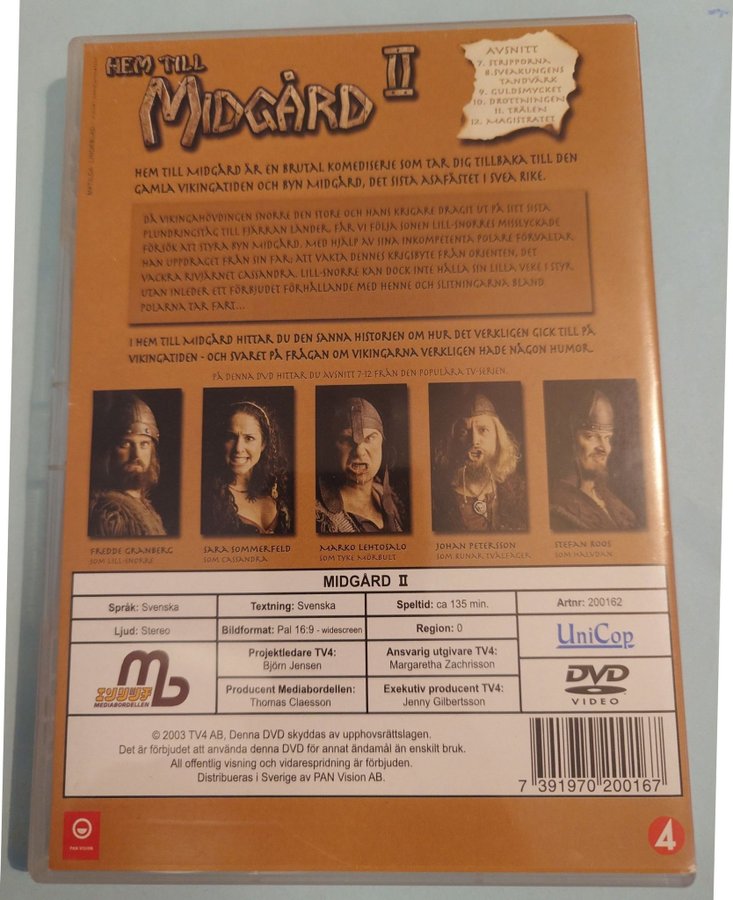 HEM TILL
MIDGÅRD II
AVSNITT
7. STRIPPORNA
8. SVEAKUNGENS
TANDVÄRK
9. GULDSMYCKET
10. DROTTNINGEN
11. TRÄLEN
12. MAGISTRATET
HEM TILL MIDGÅRD ÄR EN BRUTAL KOMEDISERIE SOM TAR DIG TILLBAKA TILL DEN
GAMLA VIKINGATIDEN OCH BYN MIDGÅRD, DET SISTA ASAFÄSTET I SVEA RIKE.
DÅ VIKINGAHÖVDINGEN SNORRE DEN STORE OCH HANS KRIGARE DRAGIT UT PÅ SITT SISTA
PLUNDRINGSTÅG TILL FJÄRRAN LÄNDER, FÅR VI FÖLJA SONEN LILL-SNORRES MISSLYCKADE
FÖRSÖK ATT STYRA BYN MIDGÅRD. MED HJÄLP AV SINA INKOMPETENTA POLARE FÖRVALTAR
HAN UPPDRAGET FRÅN SIN FAR; ATT VAKTA DENNES KRIGSBYTE FRÅN ORIENTEN, DET
VACKRA RIVJÄRNET CASSANDRA. LILL-SNORRE KAN DOCK INTE HÅLLA SIN LILLA VEKE I STYR
UTAN INLEDER ETT FÖRBJUDET FÖRHÅLLANDE MED HENNE OCH SLITNINGARNA BLAND
POLARNA TAR FART...
I HEM TILL MIDGÅRD HITTAR DU DEN SANNA HISTORIEN OM HUR DET VERKLIGEN GICK TILL PÅ
VIKINGATIDEN - OCH SVARET PÅ FRÅGAN OM VIKINGARNA VERKLIGEN HADE NÅGON HUMOR.
PÅ DENNA DVD HITTAR DU AVSNITT 7-12 FRÅN DEN POPULÄRA TV-SERIEN.
FREDDE GRANBERG
SOM LILL-SNORRE
SARA SOMMERFELD
SOM CASSANDRA
MARKO LEHTOSALO
SOM TYKE MÖRBULT
JOHAN PETERSSON
SOM RUNAR TVÅLFAGER
STEFAN ROOS
SOM HALVDAN
MIDGÅRD II
Språk: Svenska
Textning: Svenska
Speltid: ca 135 min.
Artnr: 200162
Ljud: Stereo
Bildformat: Pal 16:9 - widescreen
Region: 0
UniCop
mb
MEDIABORDELLEN
Projektledare TV4:
Björn Jensen
Ansvarig utgivare TV4:
Margaretha Zachrisson
Producent Mediabordellen:
Thomas Claesson
Exekutiv producent TV4:
Jenny Gilbertsson
DVD
VIDEO
© 2003 TV4 AB, Denna DVD skyddas av upphovsrättslagen.
Det är förbjudet att använda denna DVD för annat ändamål än enskilt bruk.
All offentlig visning och vidarespridning är förbjuden.
Distribueras i Sverige av PAN Vision AB.
7 391970 200167
PAN VISION
4